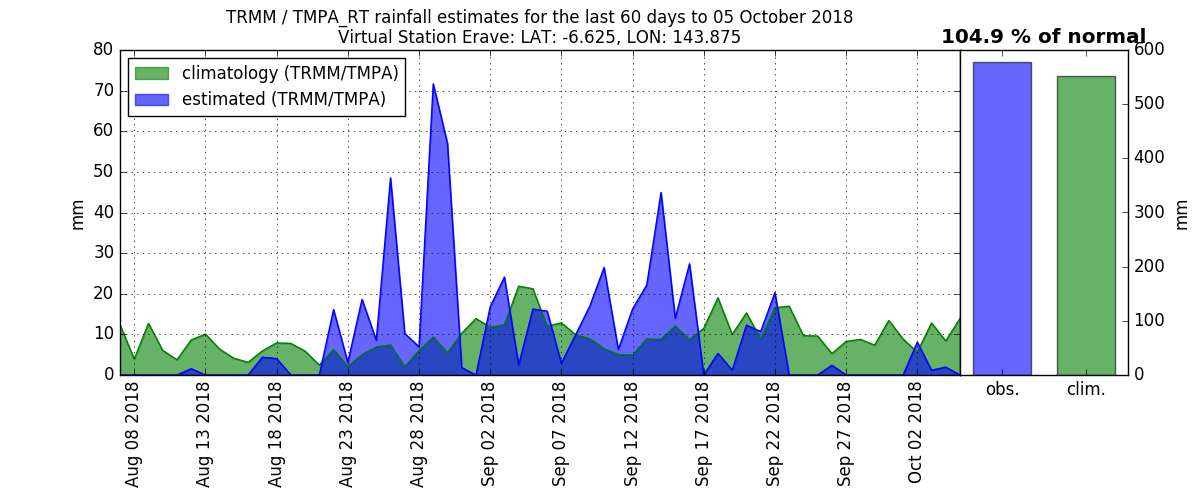 TRMM / TMPA_RT rainfall estimates for the last 60 days to 05 October 2018
Virtual Station Erave: LAT: -6.625, LON: 143.875
104.9 % of normal
climatology (TRMM/TMPA)
estimated (TRMM/TMPA)
mm
80
70
60
50
40
30
20
10
0
Aug 08 2018
Aug 13 2018
Aug 18 2018
Aug 23 2018
Aug 28 2018
Sep 02 2018
Sep 07 2018
Sep 12 2018
Sep 17 2018
Sep 22 2018
Sep 27 2018
Oct 02 2018
600
500
400
300
200
100
0
mm
obs.
clim.